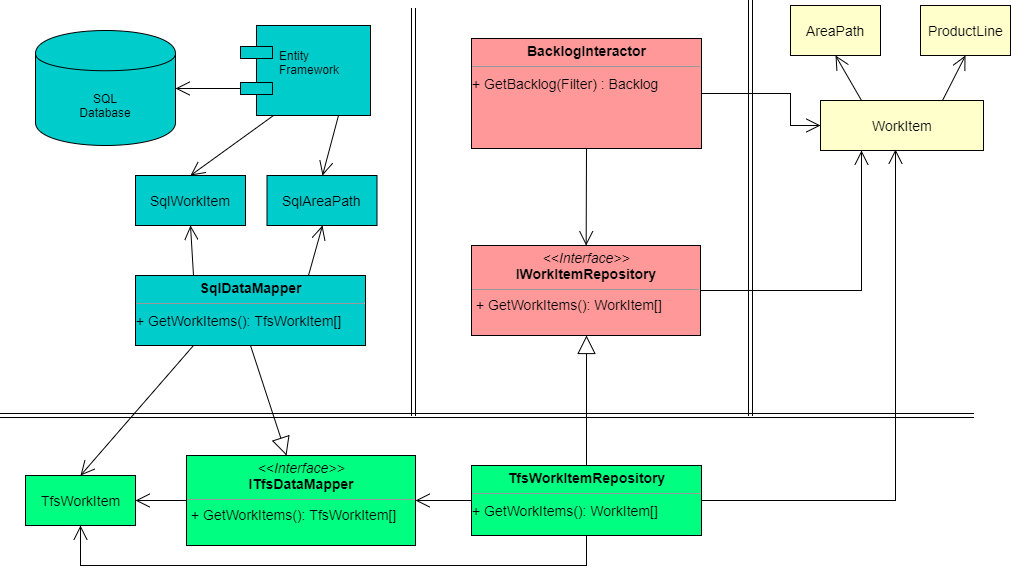 SQL
Database
Entity
Framework
SqlWorkItem
SqlAreaPath
SqlDataMapper
+ GetWorkItems(): TfsWorkItem[]
BacklogInteractor
+ GetBacklog(Filter) : Backlog
<<Interface>>
IWorkItemRepository
+ GetWorkItems(): WorkItem[]
AreaPath
ProductLine
WorkItem
TfsWorkItem
<<Interface>>
ITfsDataMapper
+ GetWorkItems(): TfsWorkItem[]
TfsWorkItemRepository
+ GetWorkItems(): WorkItem[]